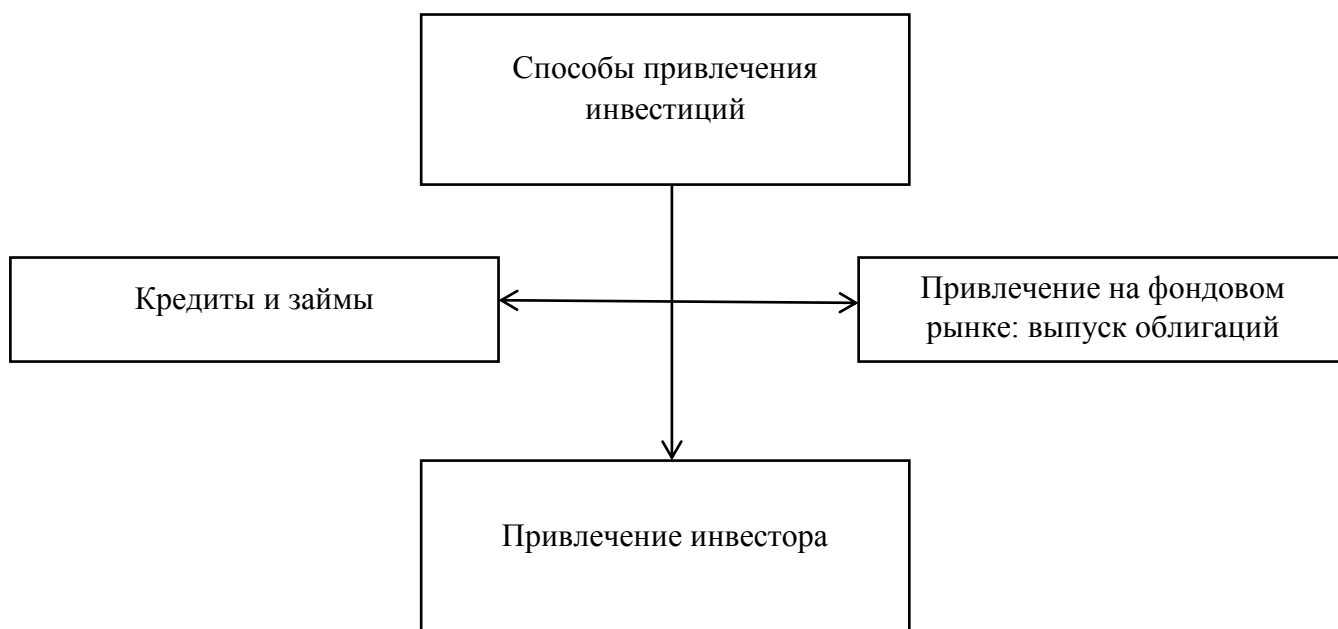 Способы привлечения
инвестиций
Кредиты и займы
Привлечение на фондовом
рынке: выпуск облигаций
Привлечение инвестора